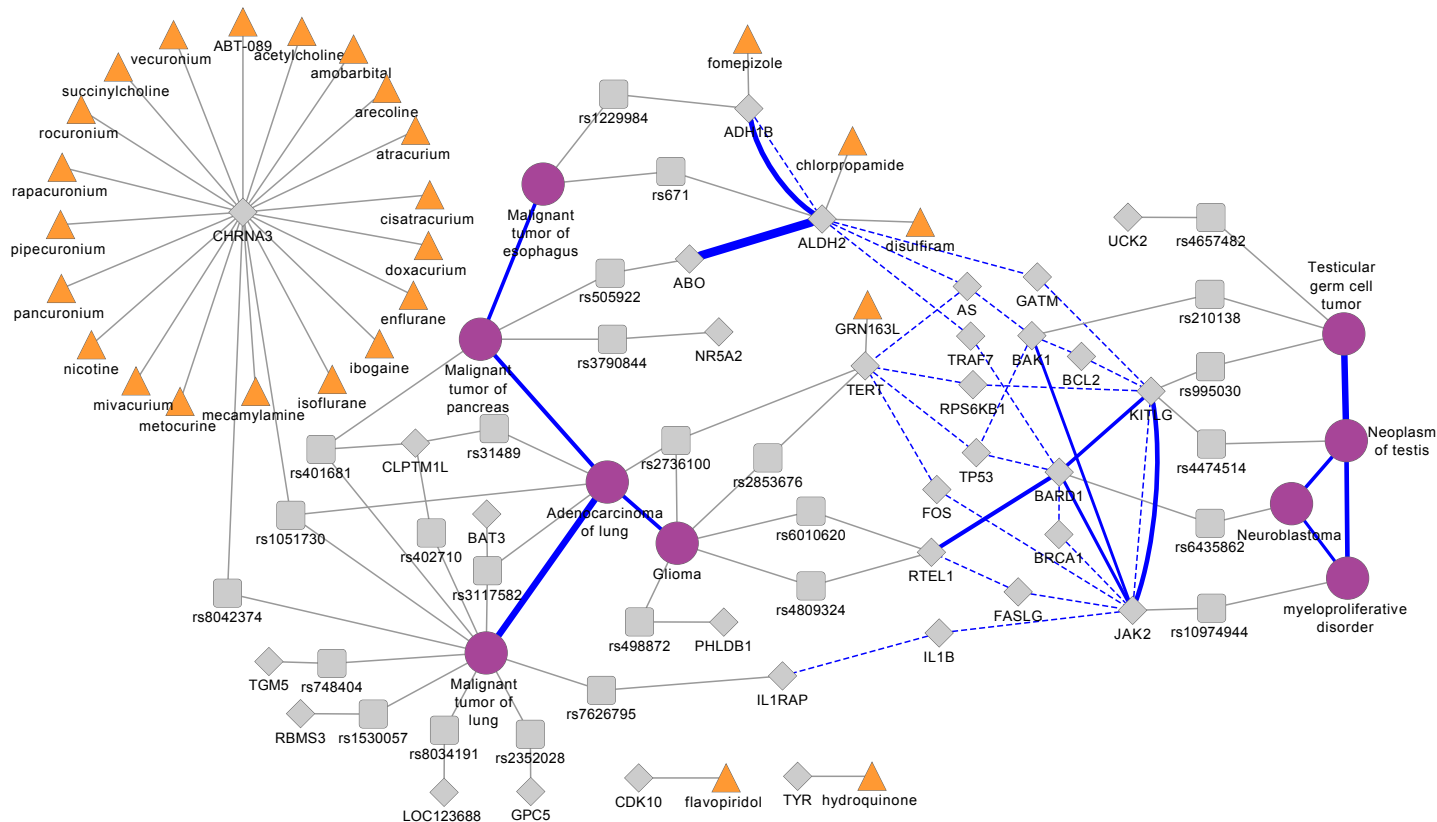 ABT-089
acetylcholine
vecuronium
amobarbital
succinylcholine
arecoline
rocuronium
atracurium
rapacuronium
cisatracurium
CHRNA3
pipecuronium
doxacurium
pancuronium
enflurane
nicotine
ibogaine
mivacurium
metocurine
mecamylamine
isoflurane
fomepizole
rs1229984
ADH1B
chlorpropamide
rs671
Malignant
tumor of
esophagus
ALDH2
disulfiram
rs505922
ABO
UCK2
rs4657482
Testicular
germ cell
tumor
GATM
AS
GRN163L
rs210138
rs3790844
NR5A2
TRAF7
BAK1
BCL2
Malignant
tumor of
pancreas
TERT
RPS6KB1
KITLG
rs995030
Neoplasm
of testis
rs401681
CLPTM1L
rs31489
rs2736100
rs2853676
TP53
rs4474514
BARD1
Adenocarcinoma
of lung
FOS
rs1051730
rs402710
BAT3
rs6010620
BRCA1
rs6435862
Neuroblastoma
Glioma
RTEL1
rs3117582
rs8042374
rs4809324
FASLG
JAK2
rs10974944
myeloproliferative
disorder
rs498872
PHLDB1
IL1B
TGM5
rs748404
Malignant
tumor of
lung
rs7626795
IL1RAP
RBMS3
rs1530057
rs8034191
rs2352028
LOC123688
GPC5
CDK10
flavopiridol
TYR
hydroquinone